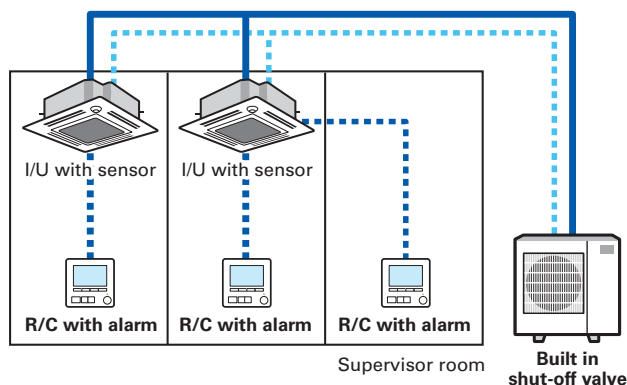 I/U with sensor
I/U with sensor
R/C with alarm
R/C with alarm
R/C with alarm
Supervisor room
Built in
shut-off valve